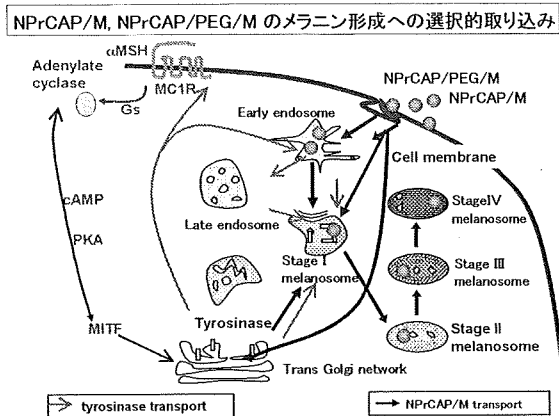 NPrCAP/M, NPrCAP/PEG/M のメラニン形成への選択的取り込み
αMSH
Adenylate
cyclase
MC1R
Gs
NPrCAP/PEG/M
NPrCAP/M
Early endosome
Cell membrane
cAMP
PKA
Late endosome
Stage I
melanosome
StageIV
melanosome
Stage III
melanosome
Tyrosinase
MITF
Stage II
melanosome
Trans Golgi network
tyrosinase transport
NPrCAP/M transport